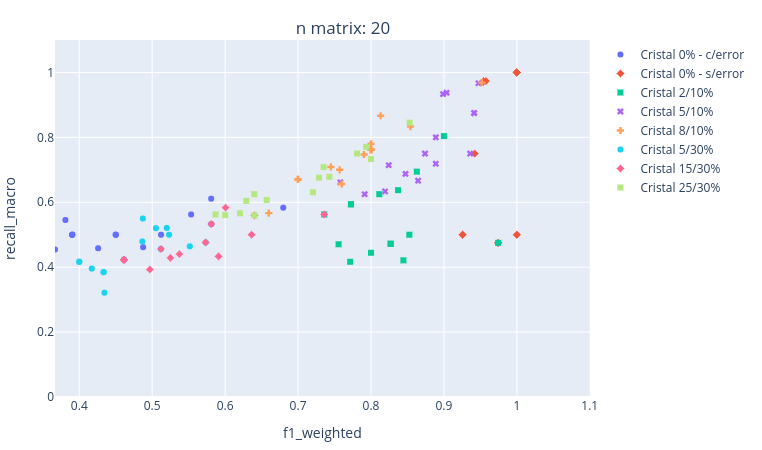 n matrix: 20
Cristal 0% - c/error
Cristal 0% - s/error
Cristal 2/10%
Cristal 5/10%
Cristal 8/10%
Cristal 5/30%
Cristal 15/30%
Cristal 25/30%
recall_macro
1
0.8
0.6
0.4
0.2
0
0.4 0.5 0.6 0.7 0.8 0.9 1 1.1
f1_weighted